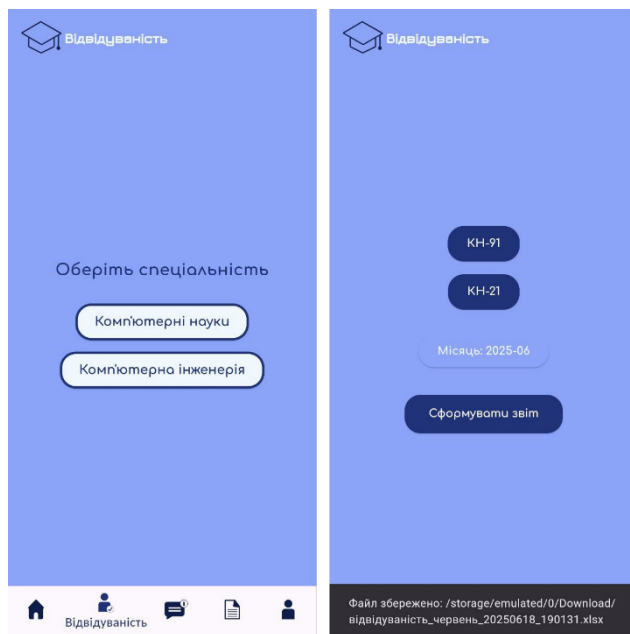 Відвідуваність
Оберіть спеціальність
Комп'ютерні науки
Комп'ютерна інженерія
Відвідуваність
Відвідуваність
КН-91
КН-21
Місяць: 2025-06
Сформувати звіт
Файл збережено: /storage/emulated/0/Download/
відвідуваність_червень_20250618_190131.xlsx